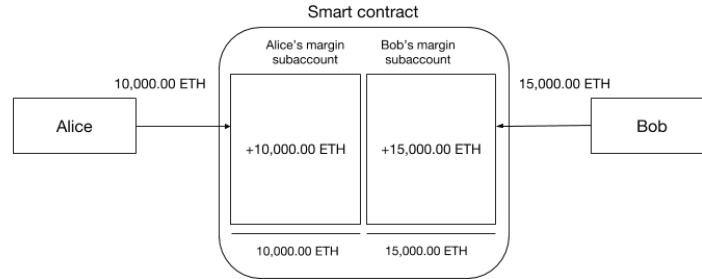 Smart contract
Alice's margin
subaccount
Bob's margin
subaccount
10,000.00 ETH
15,000.00 ETH
Alice
+10,000.00 ETH
+15,000.00 ETH
Bob
10,000.00 ETH
15,000.00 ETH